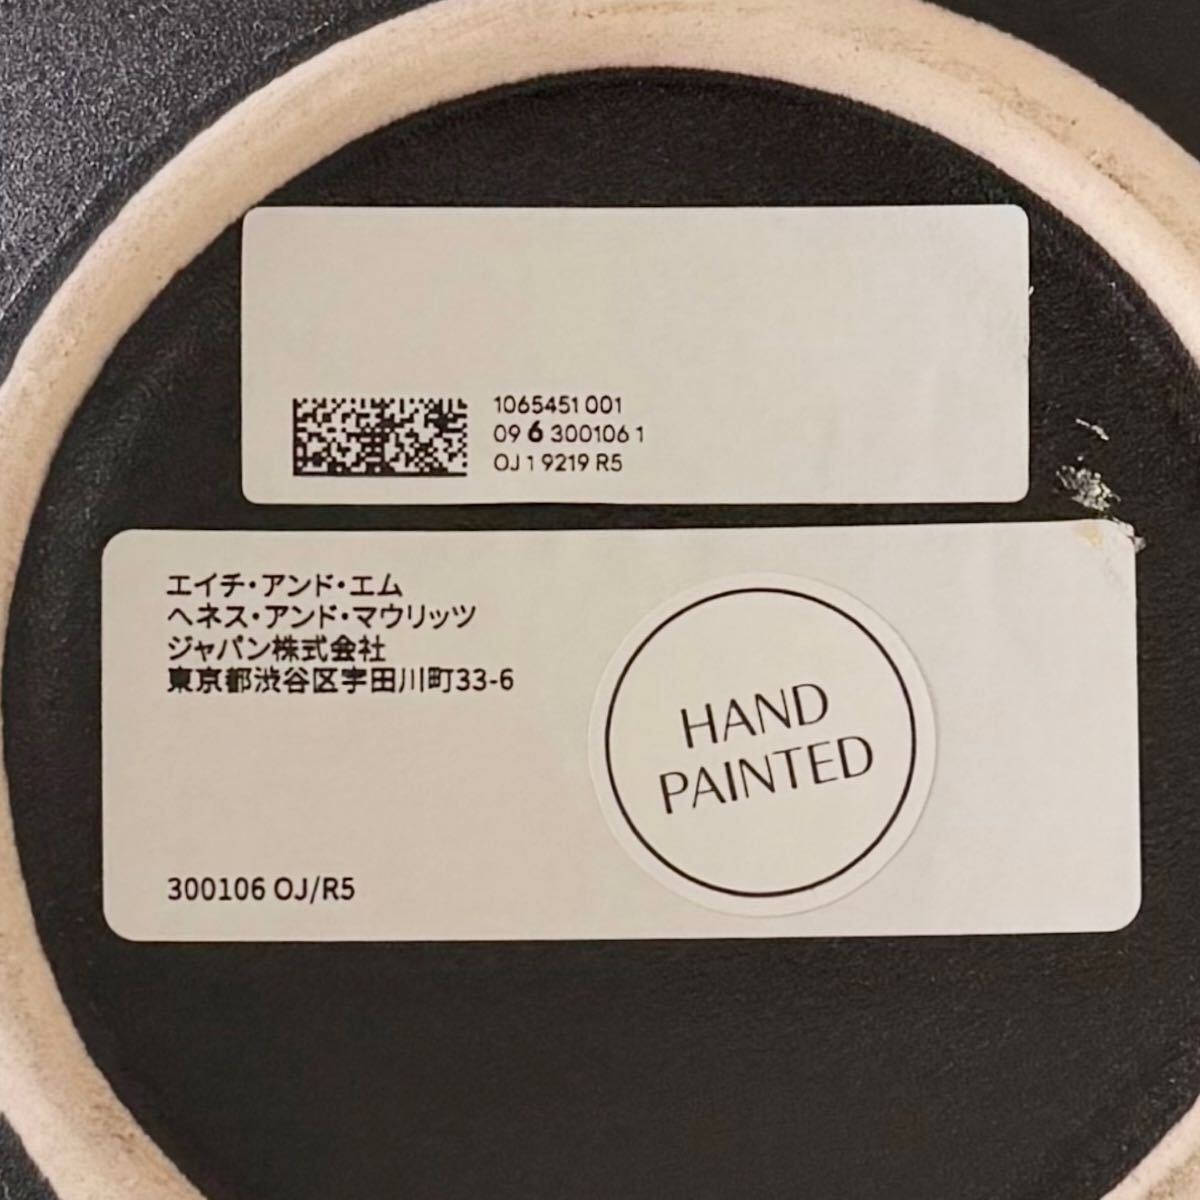 1065451 001
09 6 300106 1
OJ 1 9219 R5
エイチ・アンド・エム
ヘネス・アンド・マウリッツ
ジャパン株式会社
東京都渋谷区宇田川町33-6
HAND
PAINTED
300106 OJ/R5